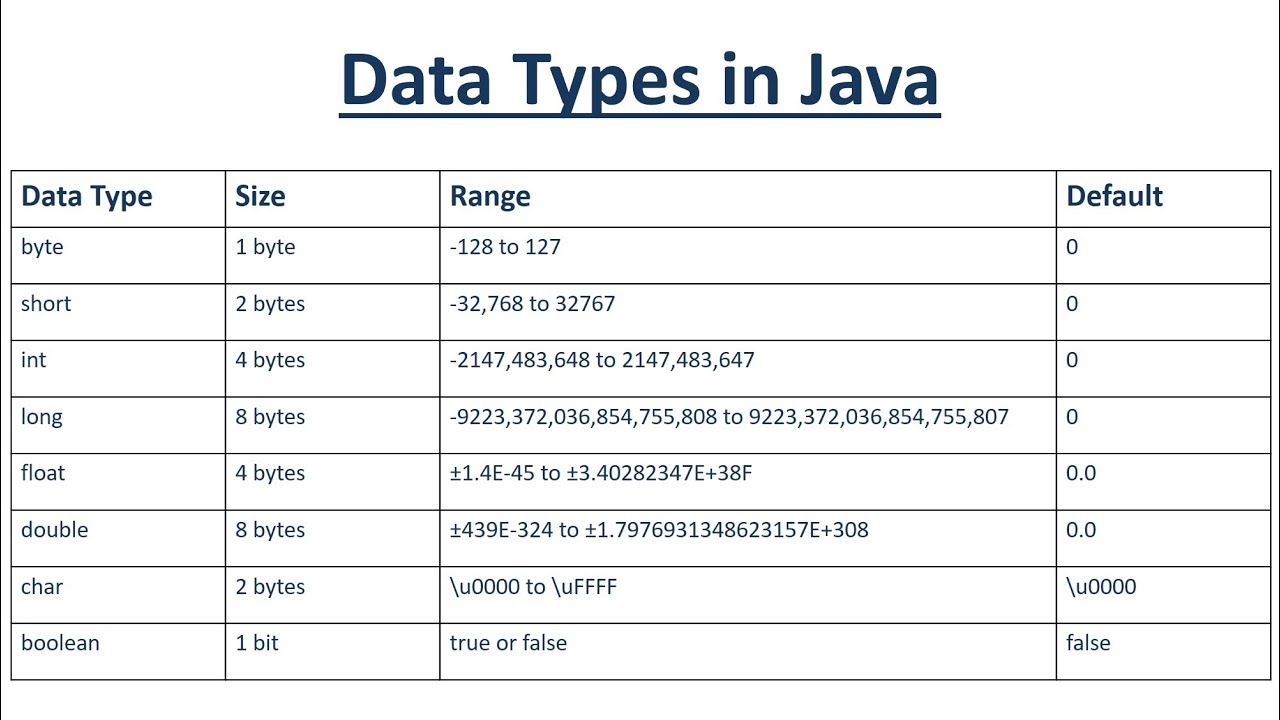 Data Types in Java
Data Type Size Range Default
byte 1 byte -128 to 127 0
short 2 bytes -32,768 to 32767 0
int 4 bytes -2147,483,648 to 2147,483,647 0
long 8 bytes -9223,372,036,854,755,808 to 9223,372,036,854,755,807 0
float 4 bytes ±1.4E-45 to ±3.40282347E+38F 0.0
double 8 bytes ±439E-324 to ±1.7976931348623157E+308 0.0
char 2 bytes \u0000 to \uFFFF \u0000
boolean 1 bit true or false false